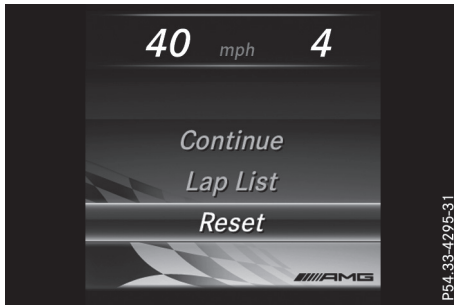 40 mph 4
Continue
Lap List
Reset
AMG
P54.33-4295-31